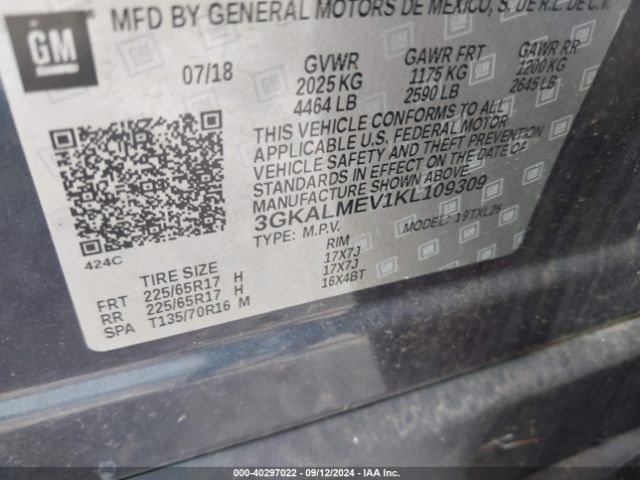 MFD BY GENERAL MOTORS DE MEXICO, S. DE R.L. DE C.V.
GM
07/18
GVWR GAWR FRT GAWR RR
2025 KG 1175 KG 1200 KG
4464 LB 2590 LB 2645 LB
THIS VEHICLE CONFORMS TO ALL
APPLICABLE U.S. FEDERAL MOTOR
VEHICLE SAFETY AND THEFT PREVENTION
STANDARDS IN EFFECT ON THE DATE OF
MANUFACTURE SHOWN ABOVE.
3GKALMEV1KL109309
TYPE: M.P.V. MODEL: 19TXL26
424C
TIRE SIZE RIM
FRT 225/65R17 H 17X7J
RR 225/65R17 H 17X7J
SPA T135/70R16 M 16X4BT
000-40297022 - 09/12/2024 - IAA Inc.